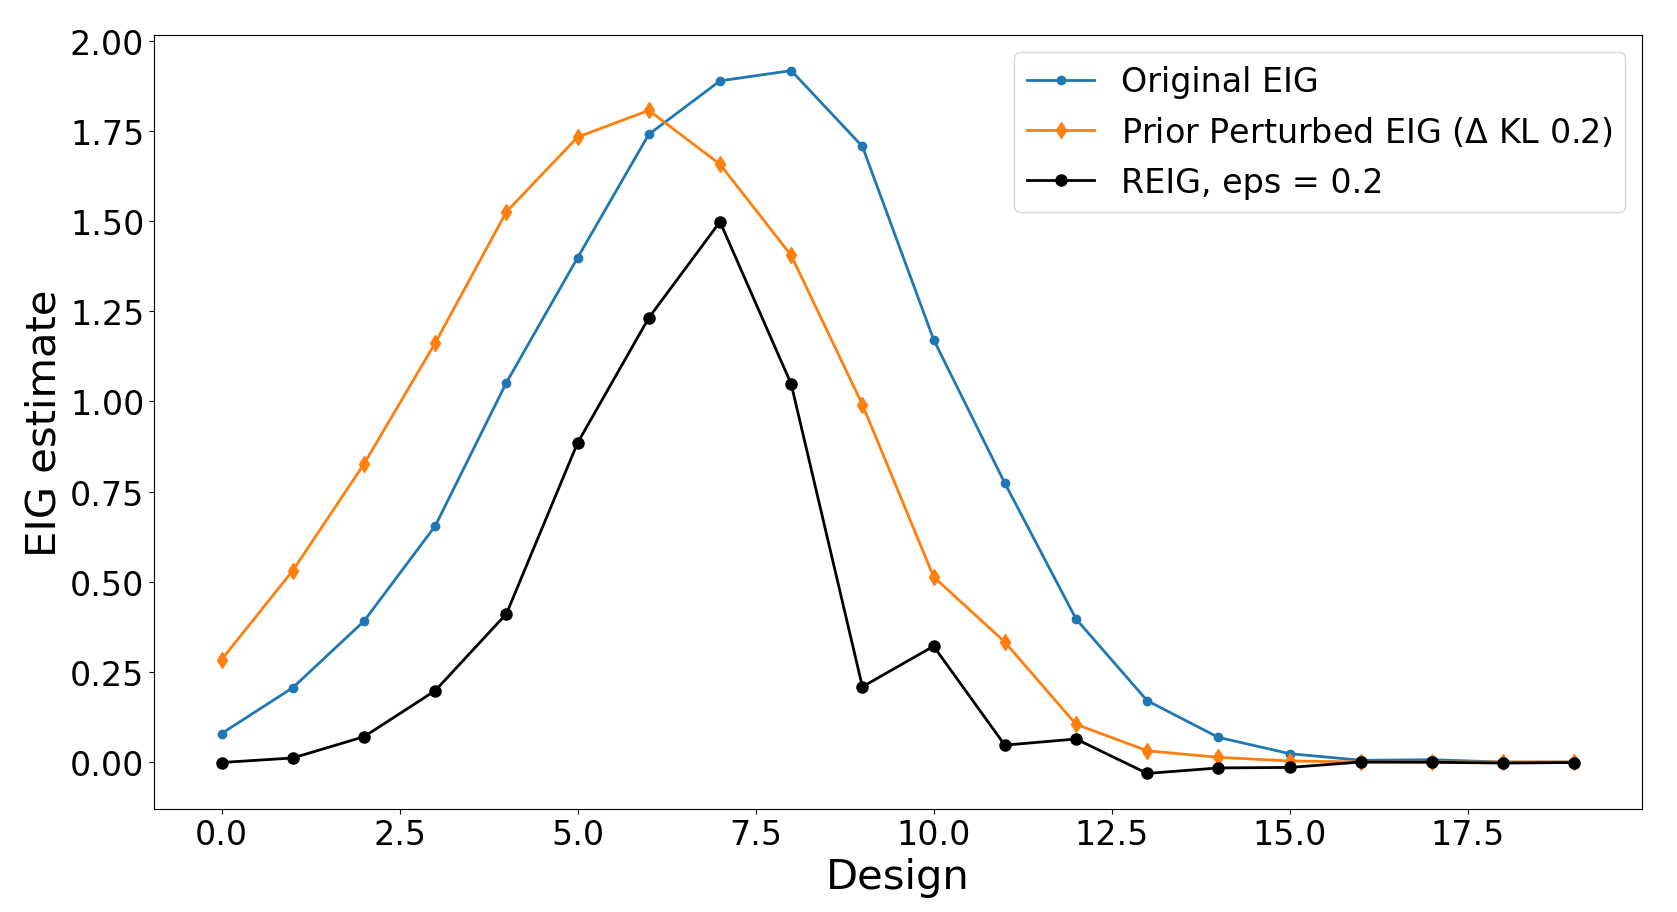 2.00
1.75
1.50
1.25
1.00
0.75
0.50
0.25
0.00
EIG estimate
Original EIG
Prior Perturbed EIG (Δ KL 0.2)
REIG, eps = 0.2
0.0 2.5 5.0 7.5 10.0 12.5 15.0 17.5
Design